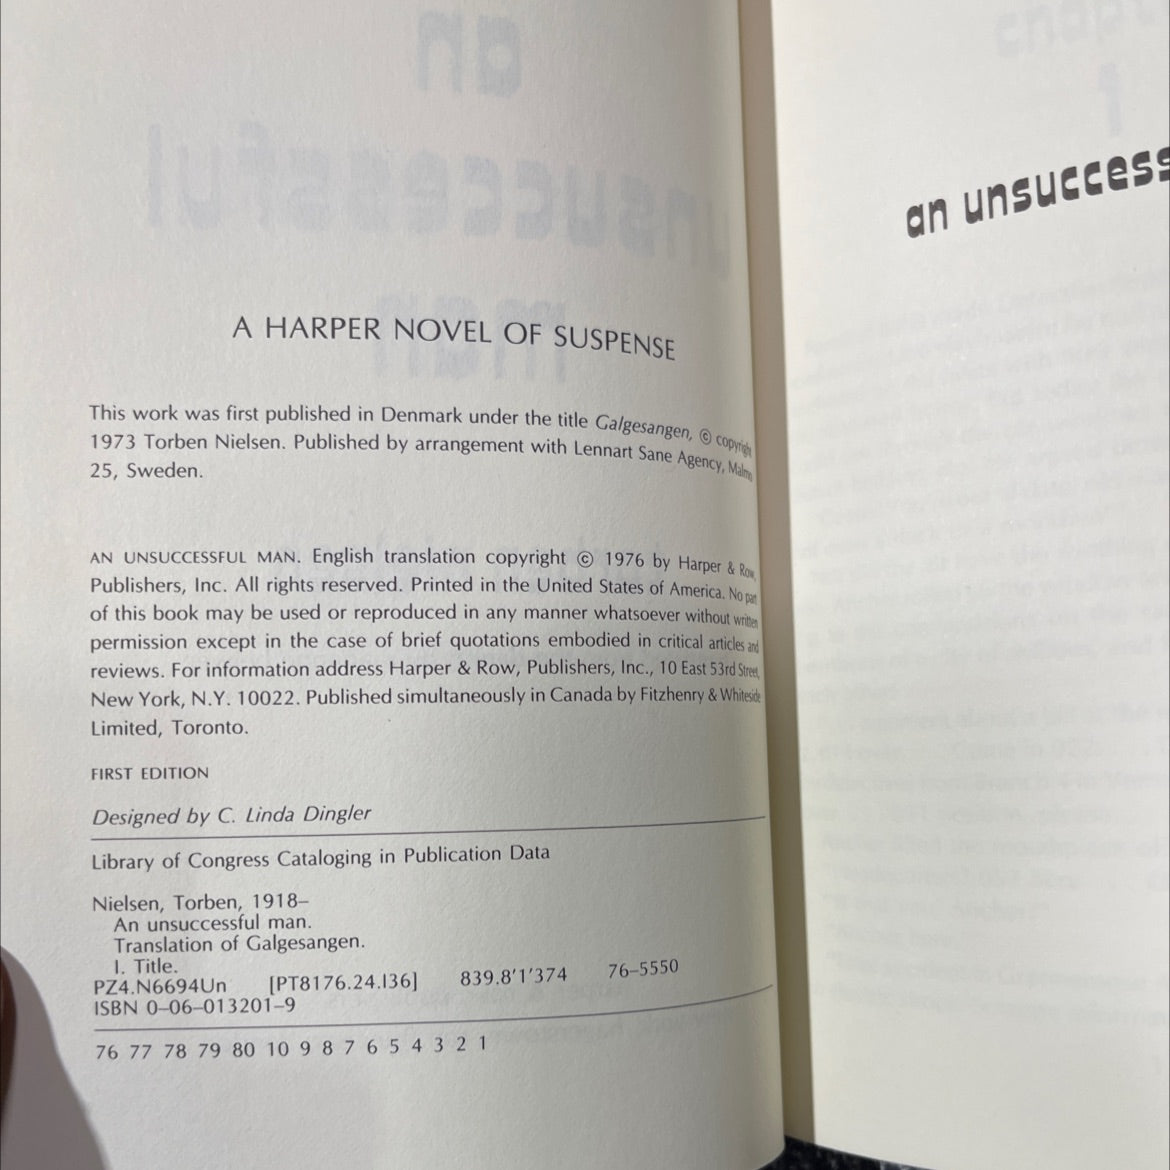 A HARPER NOVEL OF SUSPENSE
This work was first published in Denmark under the title Galgesangen, © copyright
1973 Torben Nielsen. Published by arrangement with Lennart Sane Agency, Malmo
25, Sweden.
AN UNSUCCESSFUL MAN. English translation copyright © 1976 by Harper & Row,
Publishers, Inc. All rights reserved. Printed in the United States of America. No part
of this book may be used or reproduced in any manner whatsoever without written
permission except in the case of brief quotations embodied in critical articles and
reviews. For information address Harper & Row, Publishers, Inc., 10 East 53rd Street,
New York, N.Y. 10022. Published simultaneously in Canada by Fitzhenry & Whiteside
Limited, Toronto.
FIRST EDITION
Designed by C. Linda Dingler
Library of Congress Cataloging in Publication Data
Nielsen, Torben, 1918–
An unsuccessful man.
Translation of Galgesangen.
I. Title.
PZ4.N6694Un [PT8176.24.I36] 839.8'1'374 76–5550
ISBN 0–06–013201–9
76 77 78 79 80 10 9 8 7 6 5 4 3 2 1
an unsuccess